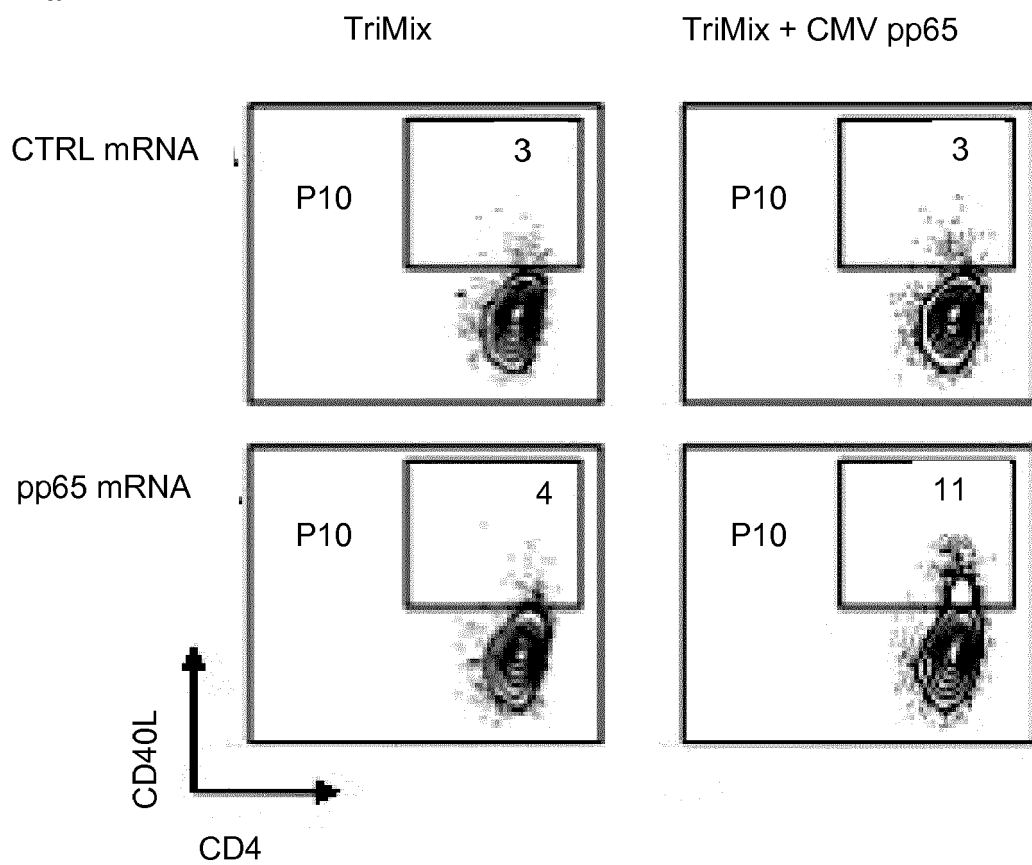 TriMix TriMix + CMV pp65
CTRL mRNA 3 3
P10 P10
pp65 mRNA 4 11
P10 P10
CD40L
CD4